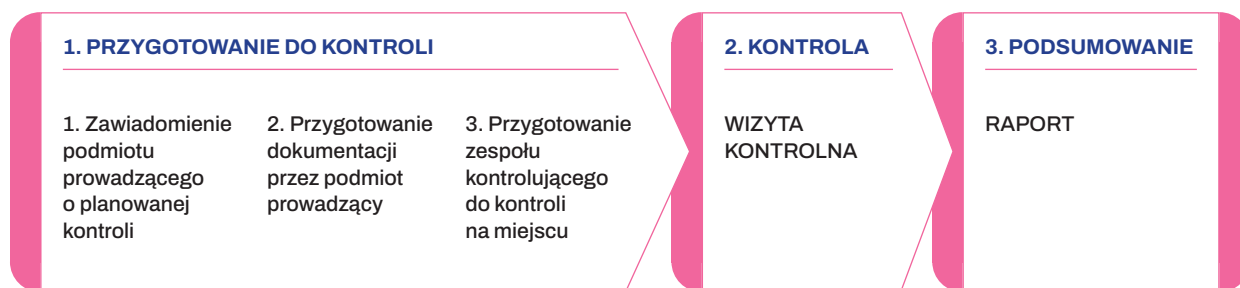 1. PRZYGOTOWANIE DO KONTROLI
1. Zawiadomienie
podmiotu
prowadzącego
o planowanej
kontroli
2. Przygotowanie
dokumentacji
przez podmiot
prowadzący
3. Przygotowanie
zespołu
kontrolującego
do kontroli
na miejscu
2. KONTROLA
WIZYTA
KONTROLNA
3. PODSUMOWANIE
RAPORT